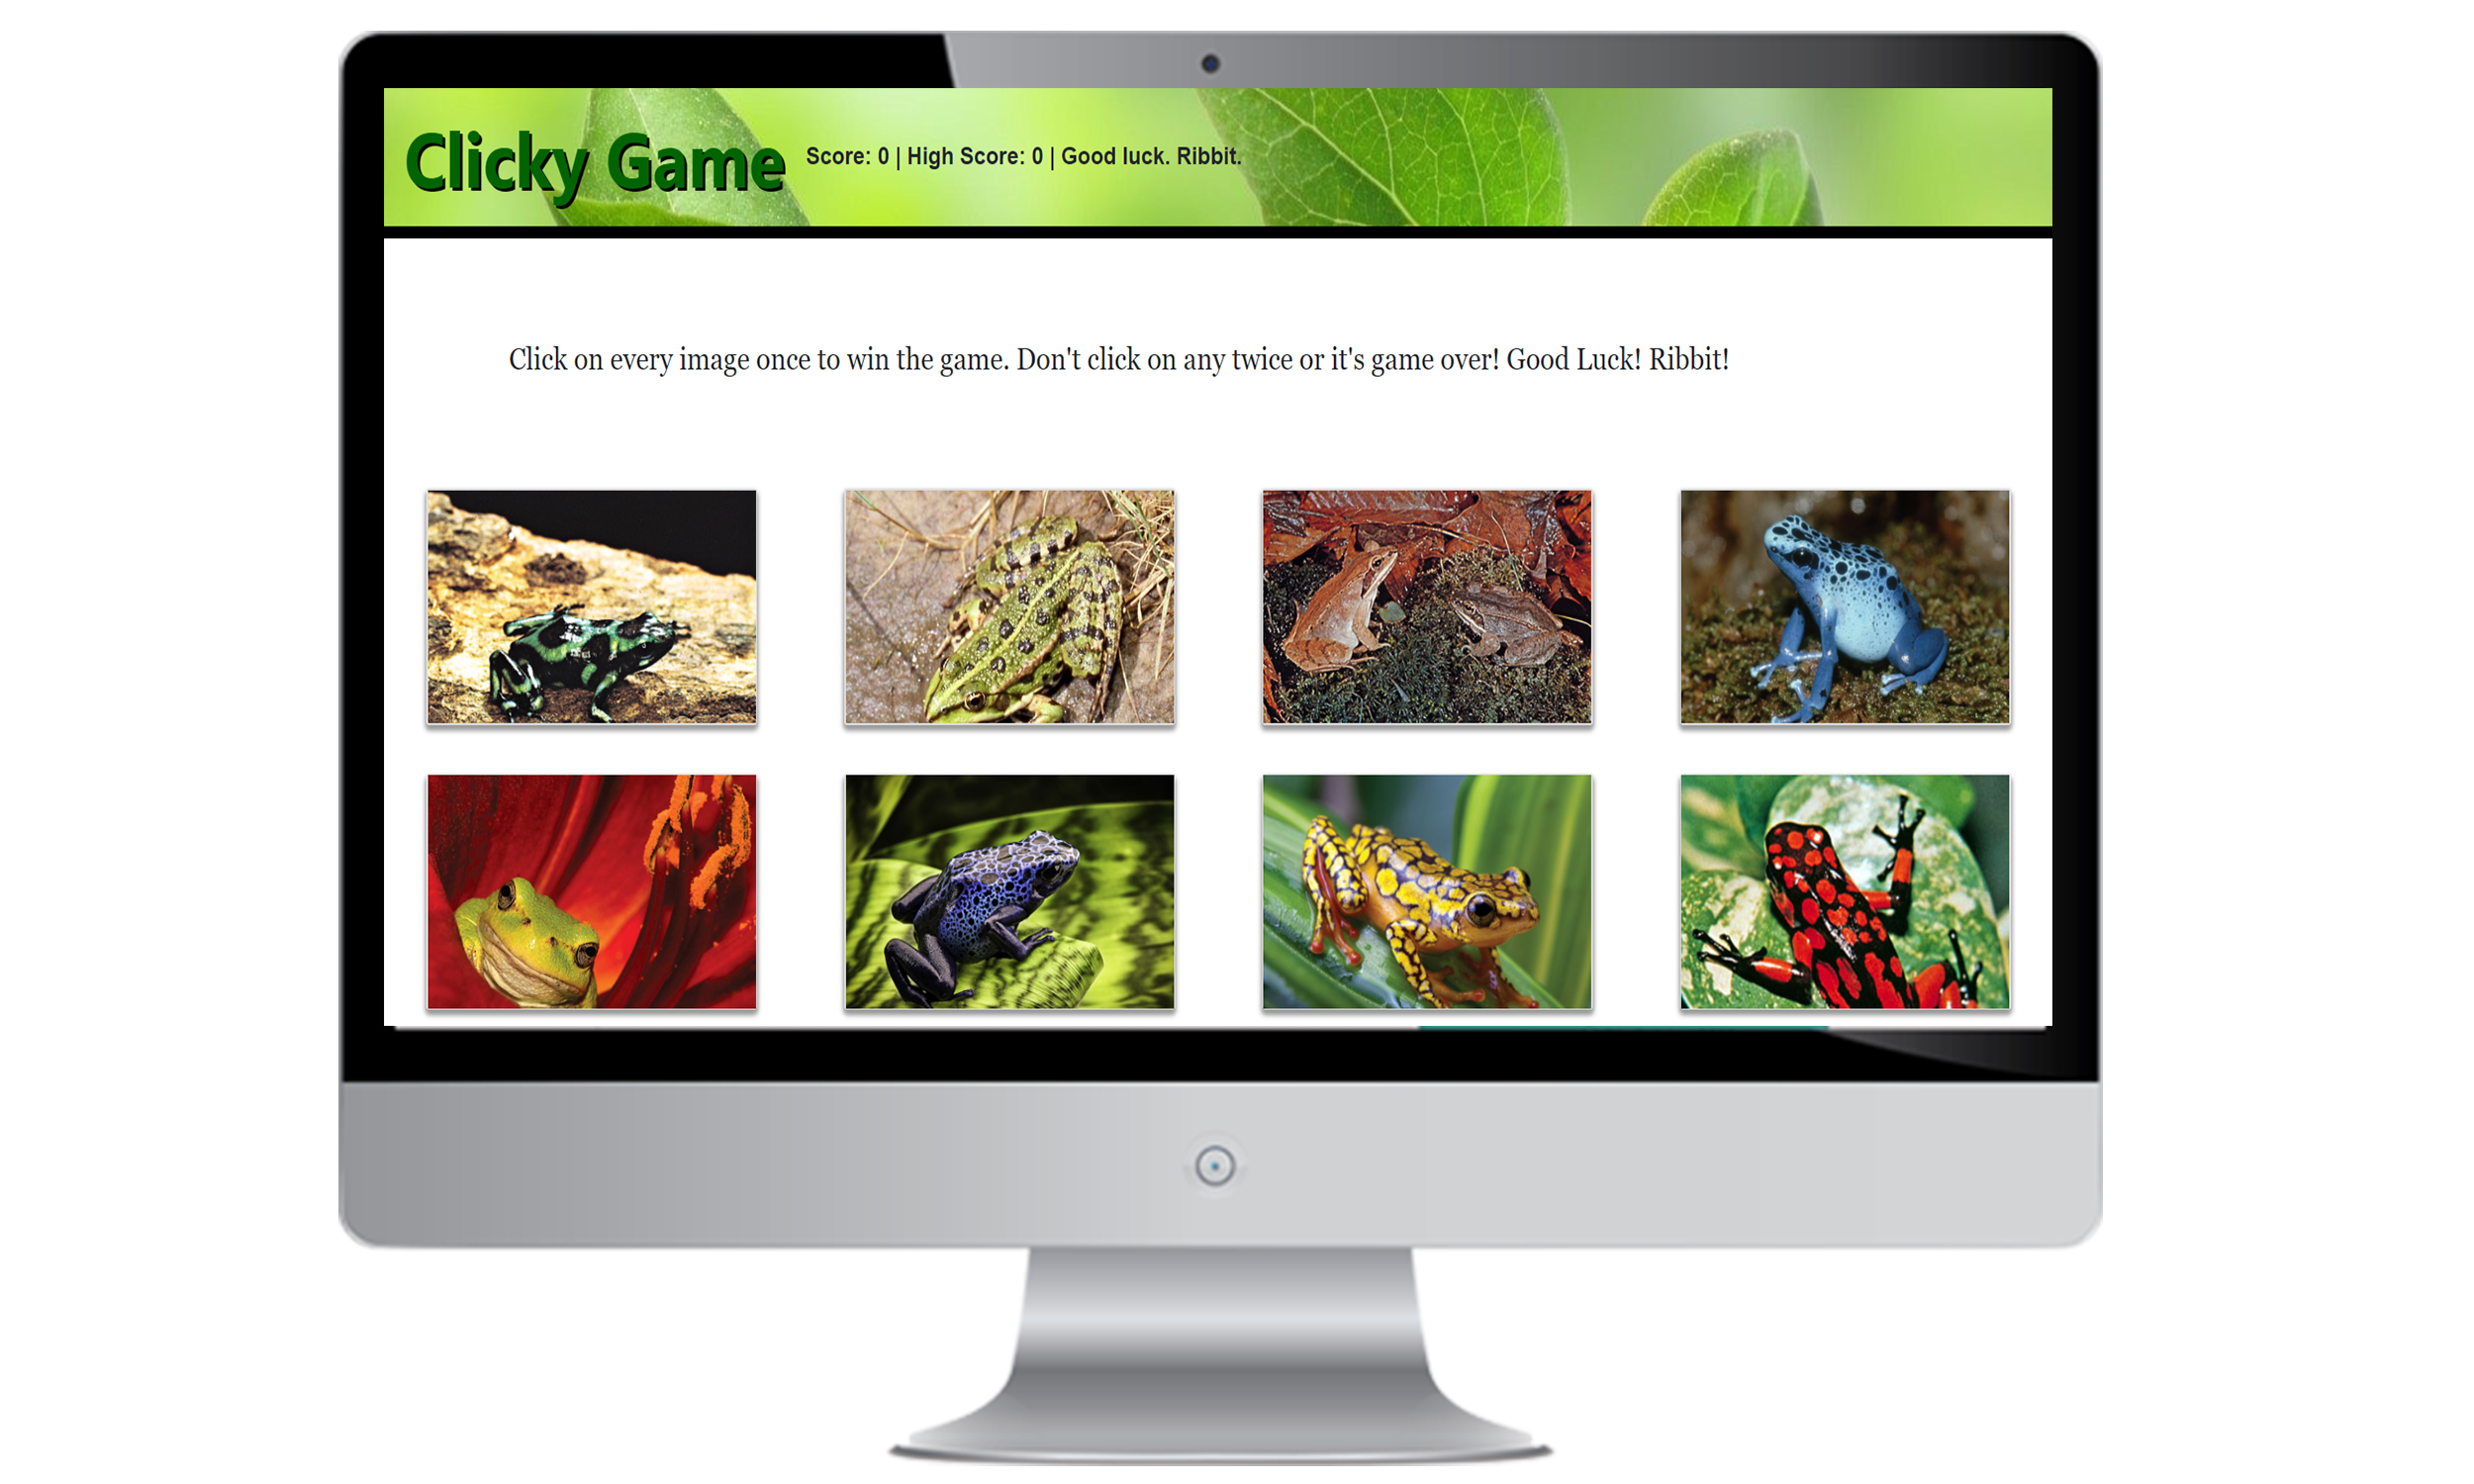 Clicky Game
Score: 0 | High Score: 0 | Good luck. Ribbit.
Click on every image once to win the game. Don't click on any twice or it's game over! Good Luck! Ribbit!